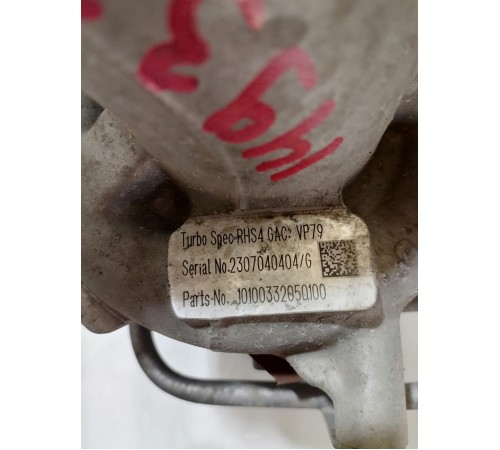 Turbo Spec:RHS4 GAC: VP79
Serial No.:2307040404/G
Parts-No.: 10100332050100